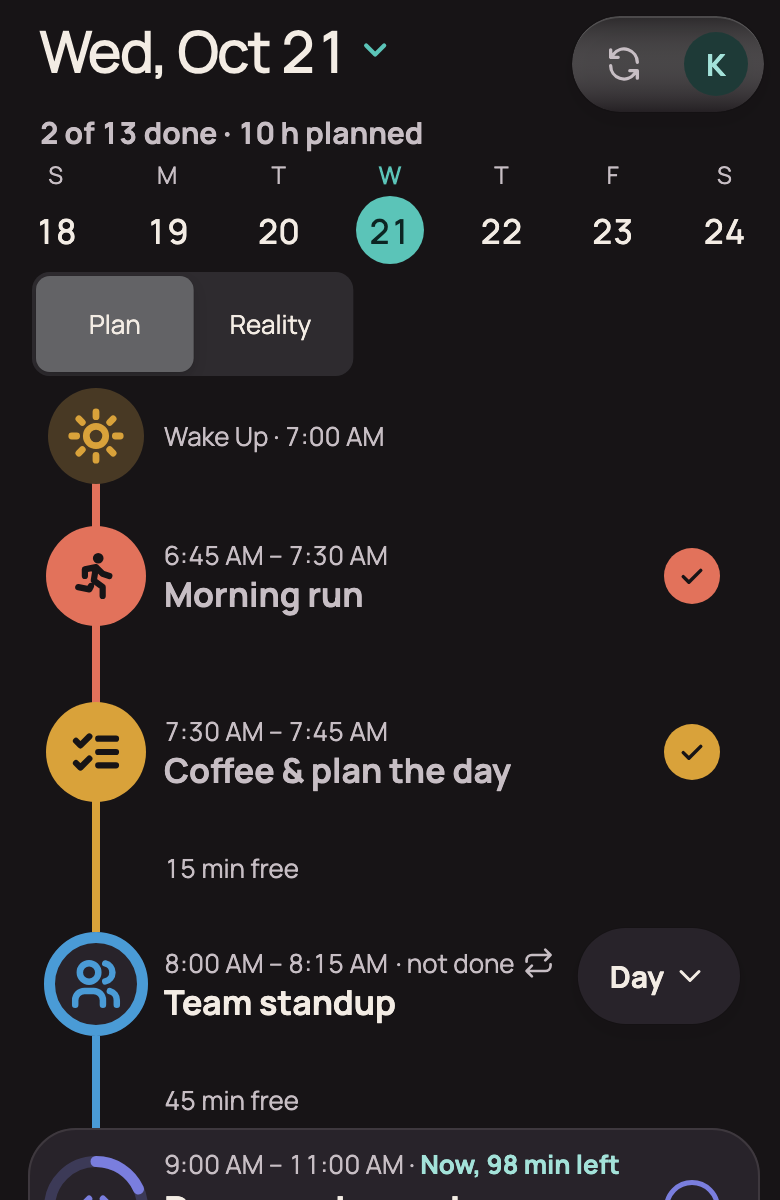 Wed, Oct 21
K
2 of 13 done · 10 h planned
S M T W T F S
18 19 20 21 22 23 24
Plan Reality
Wake Up · 7:00 AM
6:45 AM – 7:30 AM
Morning run
7:30 AM – 7:45 AM
Coffee & plan the day
15 min free
8:00 AM – 8:15 AM · not done
Team standup
Day
45 min free
9:00 AM – 11:00 AM · Now, 98 min left